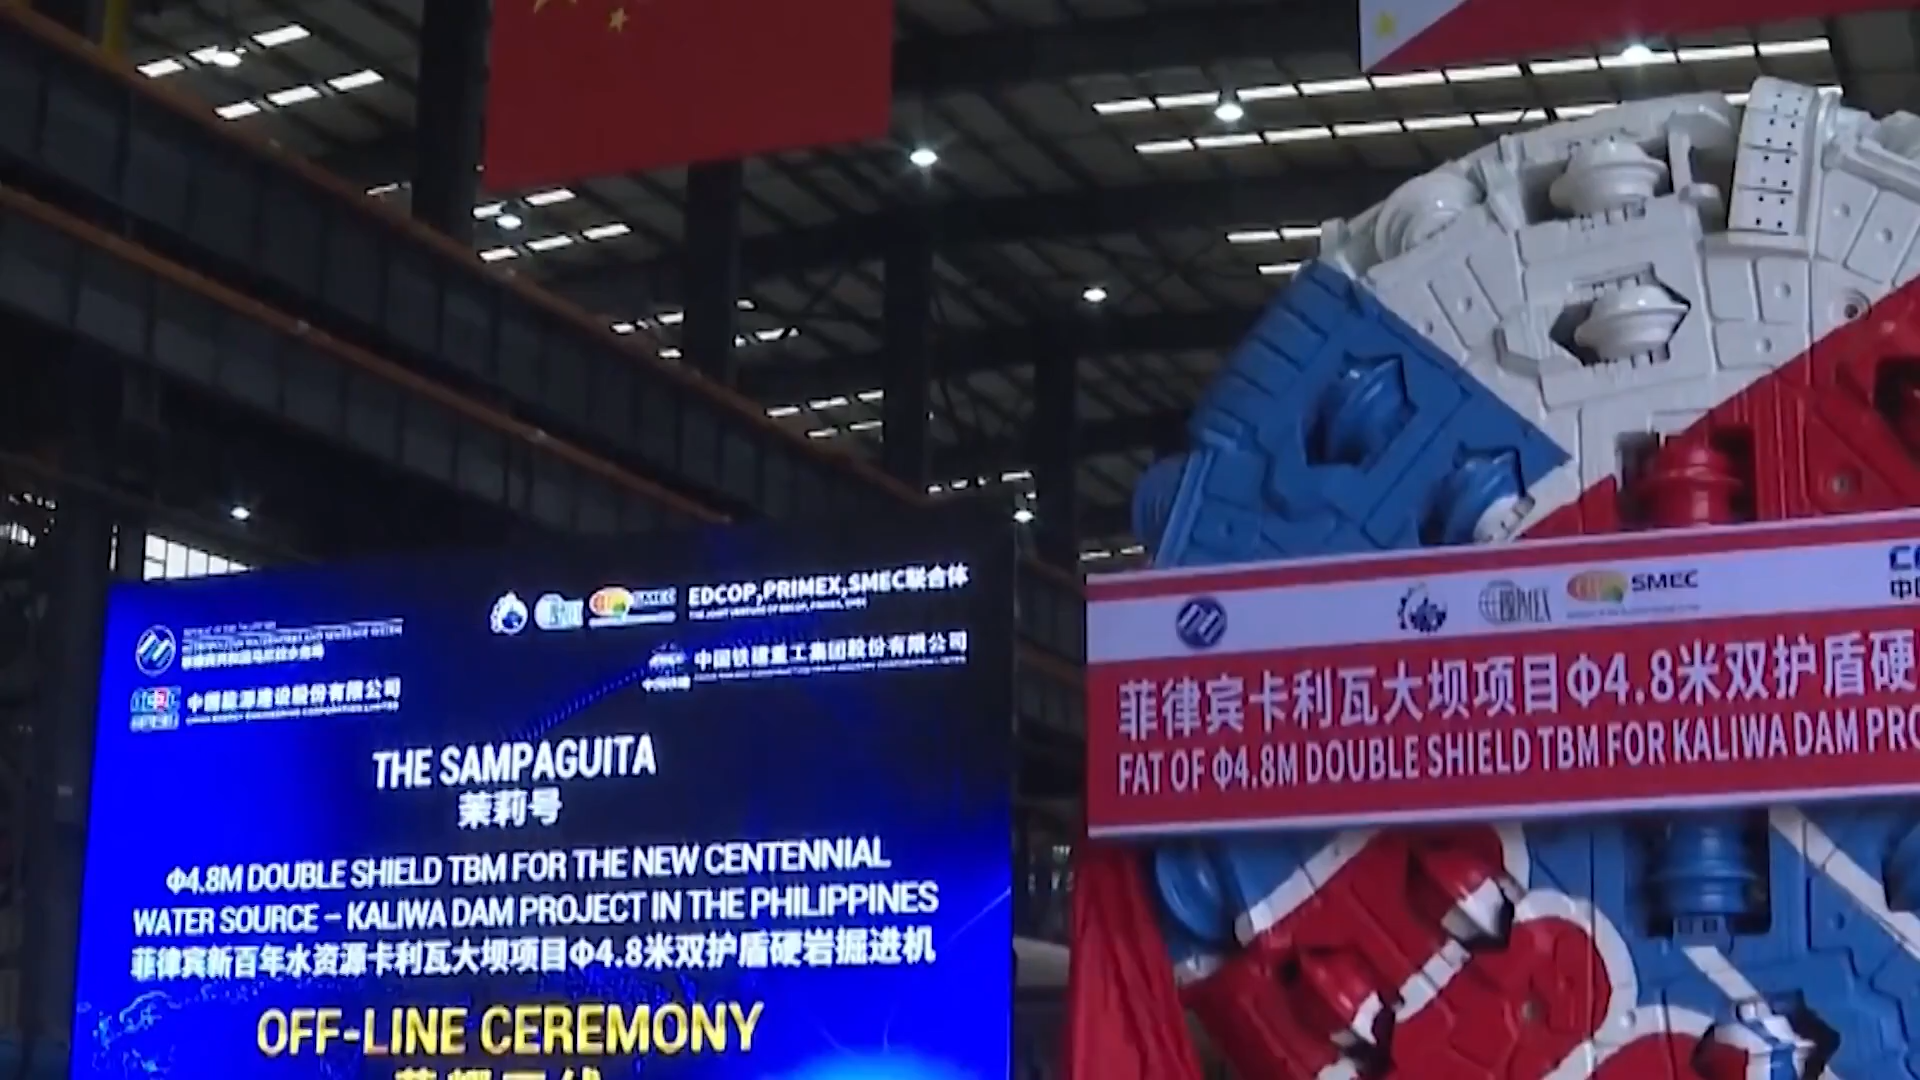 EDCOP,PRIMEX,SMEC联合体
中国能源建设股份有限公司
中国铁建重工集团股份有限公司
THE SAMPAGUITA
茉莉号
Φ4.8M DOUBLE SHIELD TBM FOR THE NEW CENTENNIAL
WATER SOURCE – KALIWA DAM PROJECT IN THE PHILIPPINES
菲律宾新百年水资源卡利瓦大坝项目Φ4.8米双护盾硬岩掘进机
OFF-LINE CEREMONY
SMEC
菲律宾卡利瓦大坝项目Φ4.8米双护盾硬
FAT OF Φ4.8M DOUBLE SHIELD TBM FOR KALIWA DAM PRO